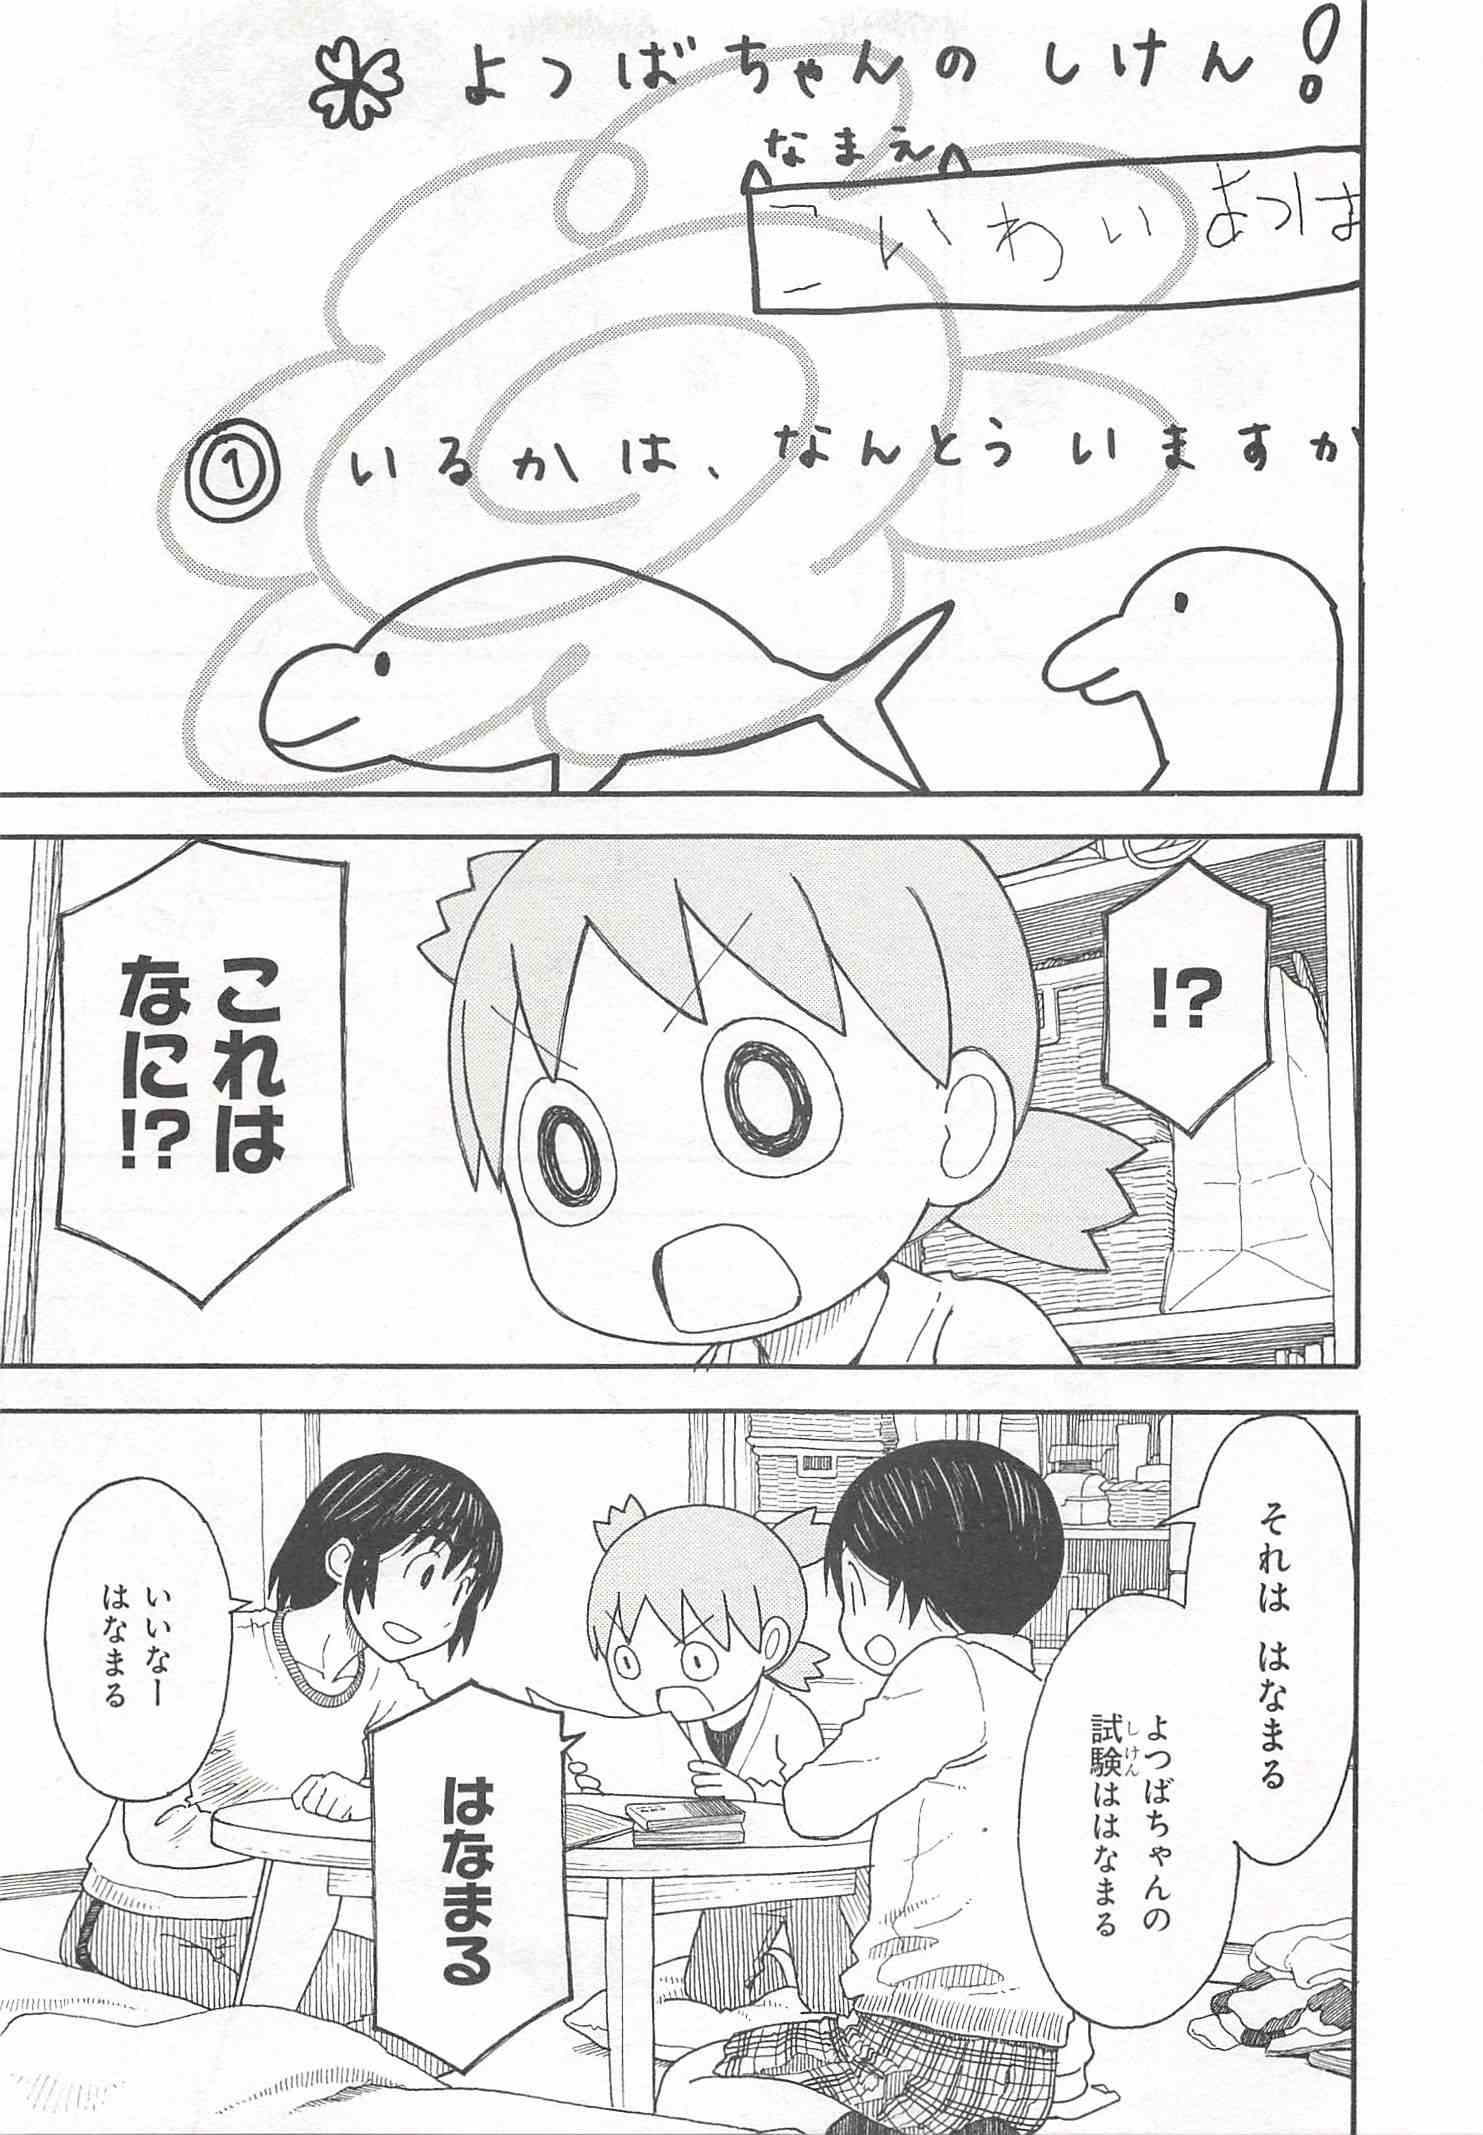 よつばちゃんのしけん!
なまえ
こいわいよつば
① いるかは、なんとういますか
!?
これは
なに!?
それは はなまる
よつばちゃんの
試験ははなまる
しけん
いいなー
はなまる
はなまる